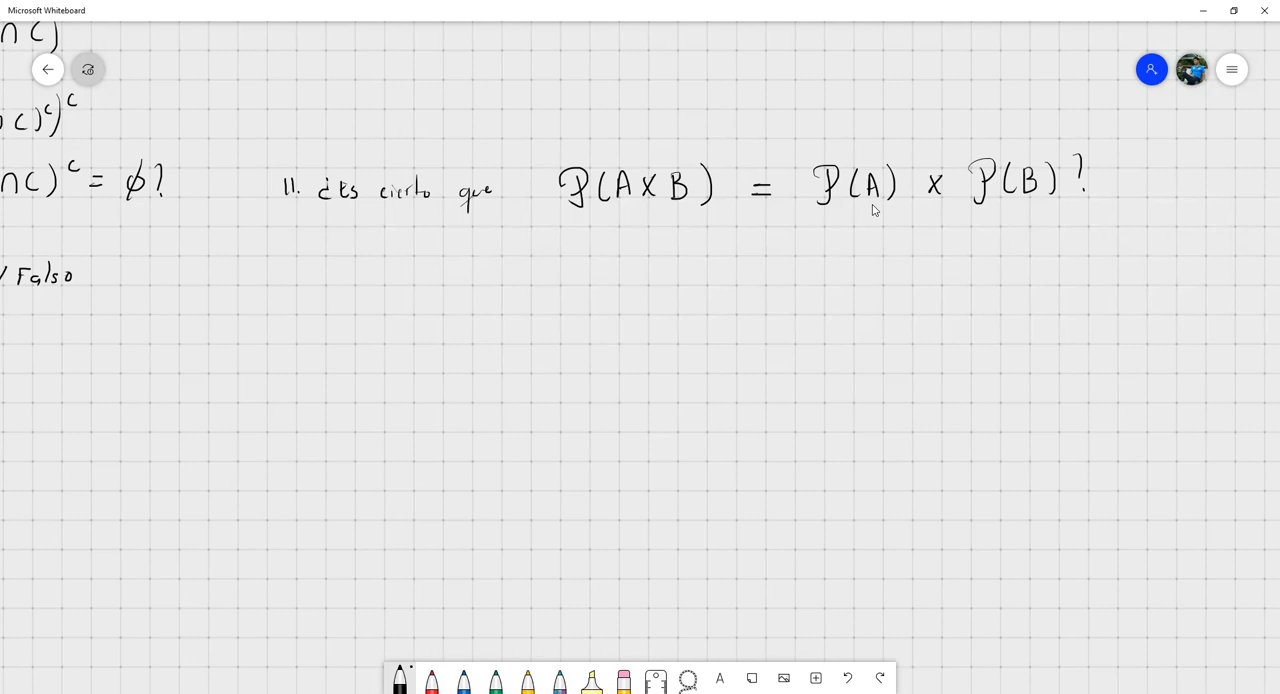 Microsoft Whiteboard
∩ C)
C)ᶜ)ᶜ
∩ C)ᶜ = ∅?
11. ¿Es cierto que P(A×B) = P(A) × P(B)?
/ Falso
A